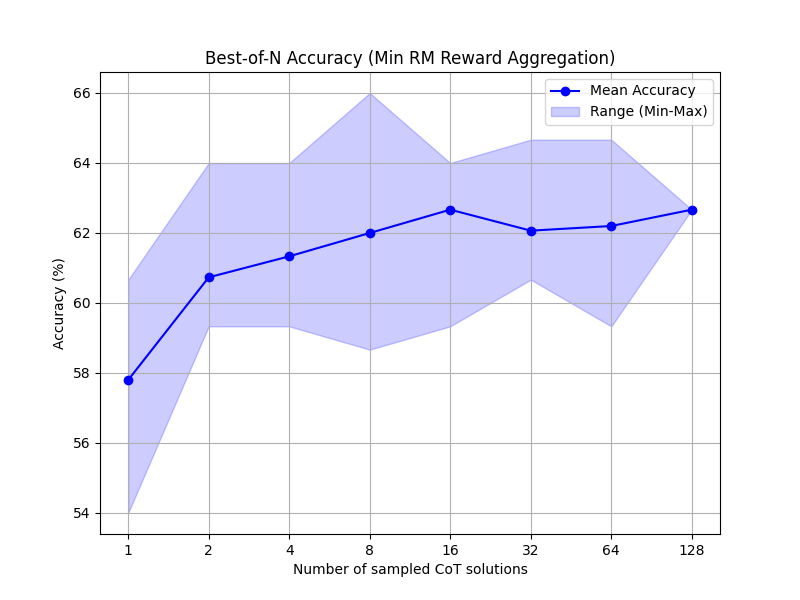 Best-of-N Accuracy (Min RM Reward Aggregation)
Mean Accuracy
Range (Min-Max)
Accuracy (%)
66
64
62
60
58
56
54
1 2 4 8 16 32 64 128
Number of sampled CoT solutions